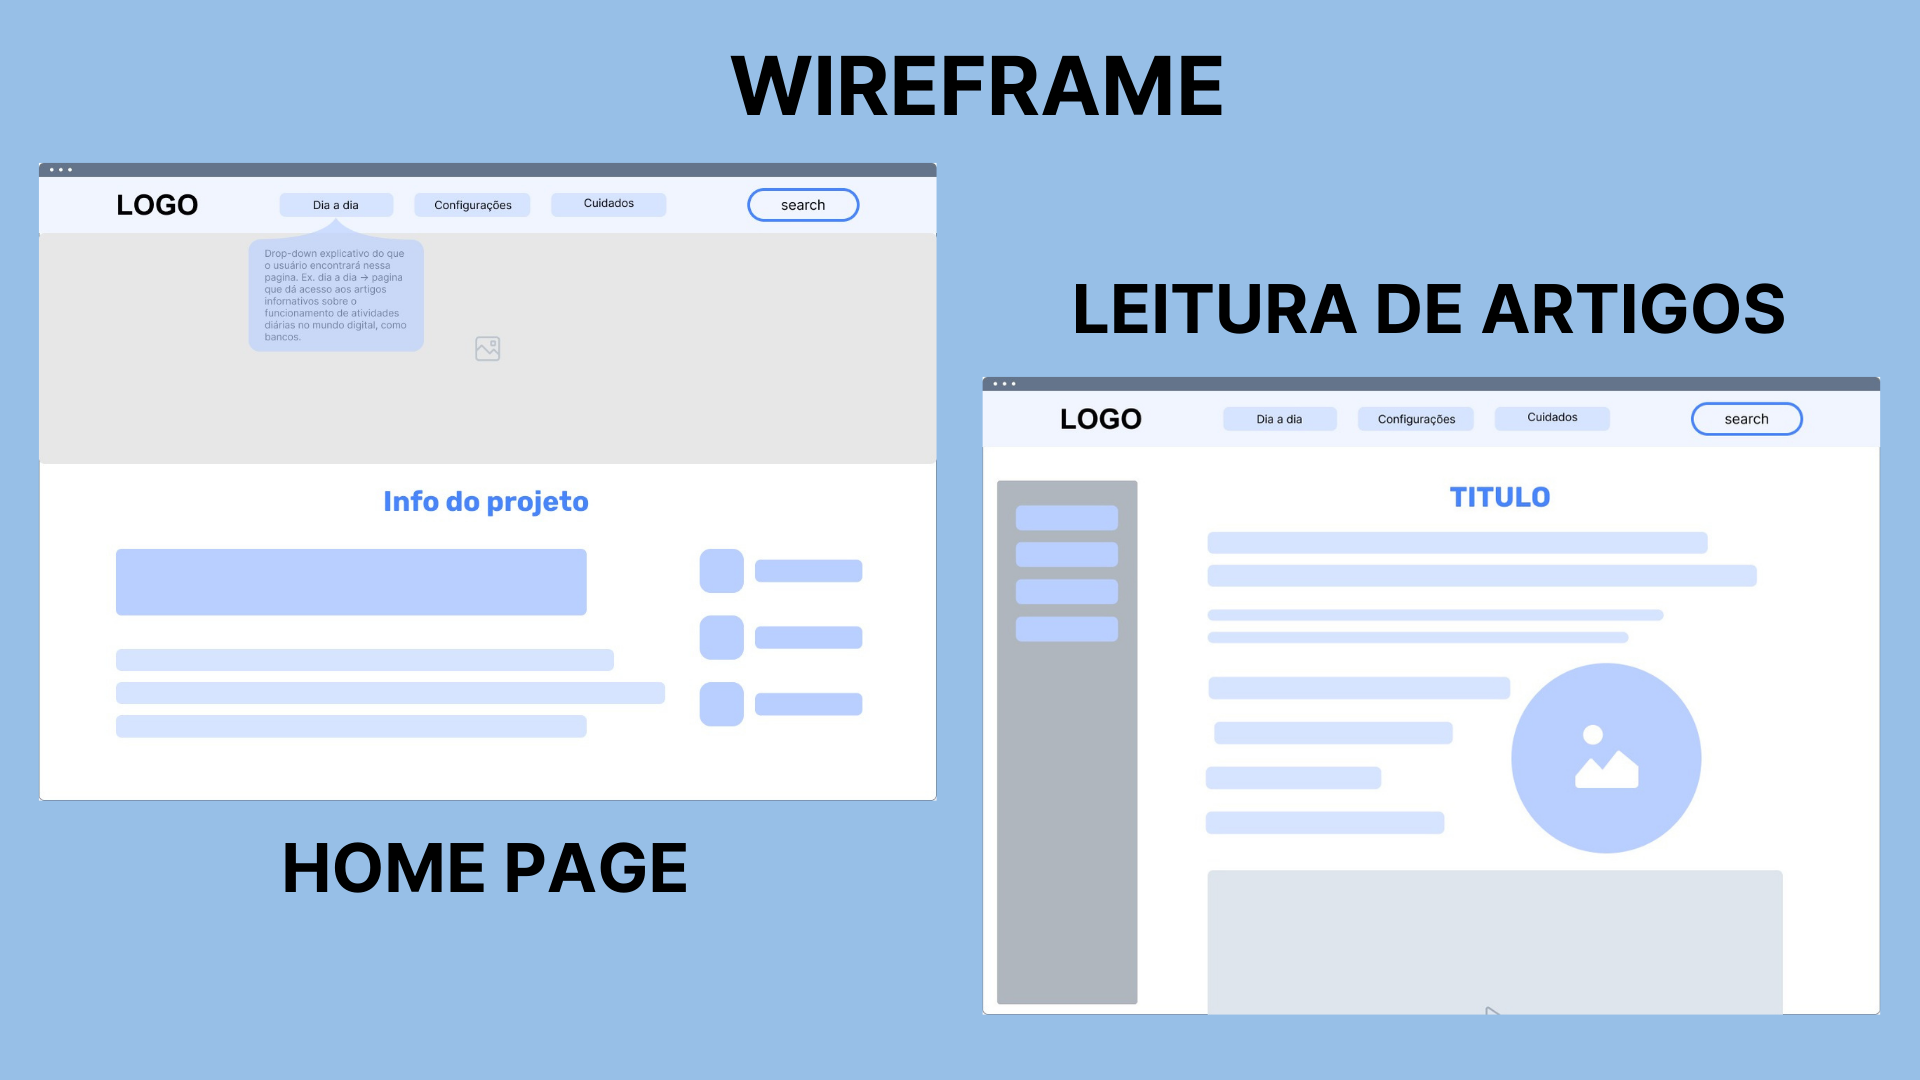 WIREFRAME
LOGO
Dia a dia
Configurações
Cuidados
search
Drop-down explicativo do que
o usuário encontrará nessa
pagina. Ex. dia a dia → pagina
que dá acesso aos artigos
infornativos sobre o
funcionamento de atividades
diárias no mundo digital, como
bancos.
Info do projeto
HOME PAGE
LEITURA DE ARTIGOS
LOGO
Dia a dia
Configurações
Cuidados
search
TITULO